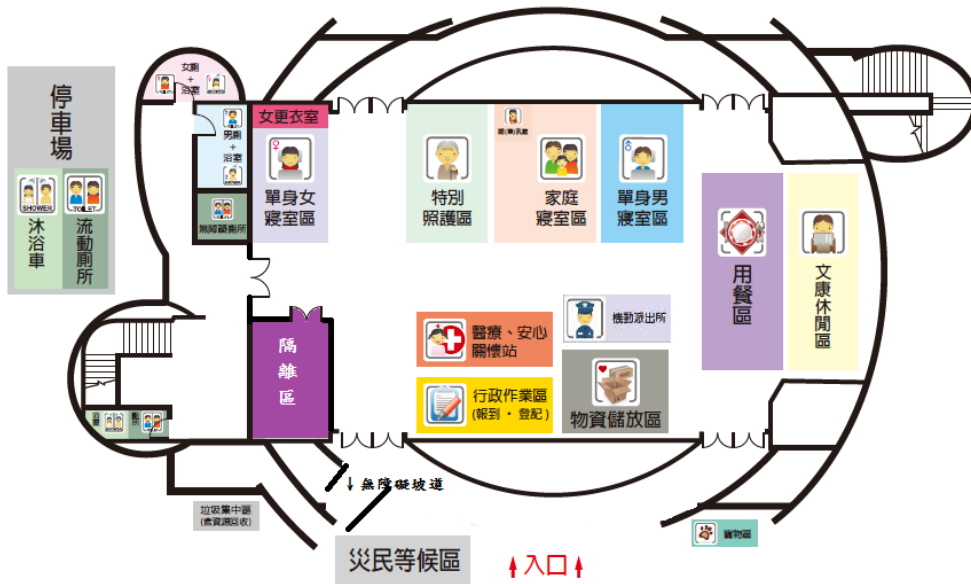 停車場
SHOWER
沐浴車
TOILET
流動廁所
女廁
+
浴室
男廁
+
浴室
SHOWER
無障礙廁所
女更衣室
單身女
寢室區
特別
照護區
家庭
寢室區
單身男
寢室區
用餐區
文康休閒區
隔離區
醫療、安心
關懷站
機動派出所
行政作業區
(報到・登記)
物資儲放區
浴室
廁所
↓無障礙坡道
垃圾集中區
(含資源回收)
災民等候區
入口
寵物區